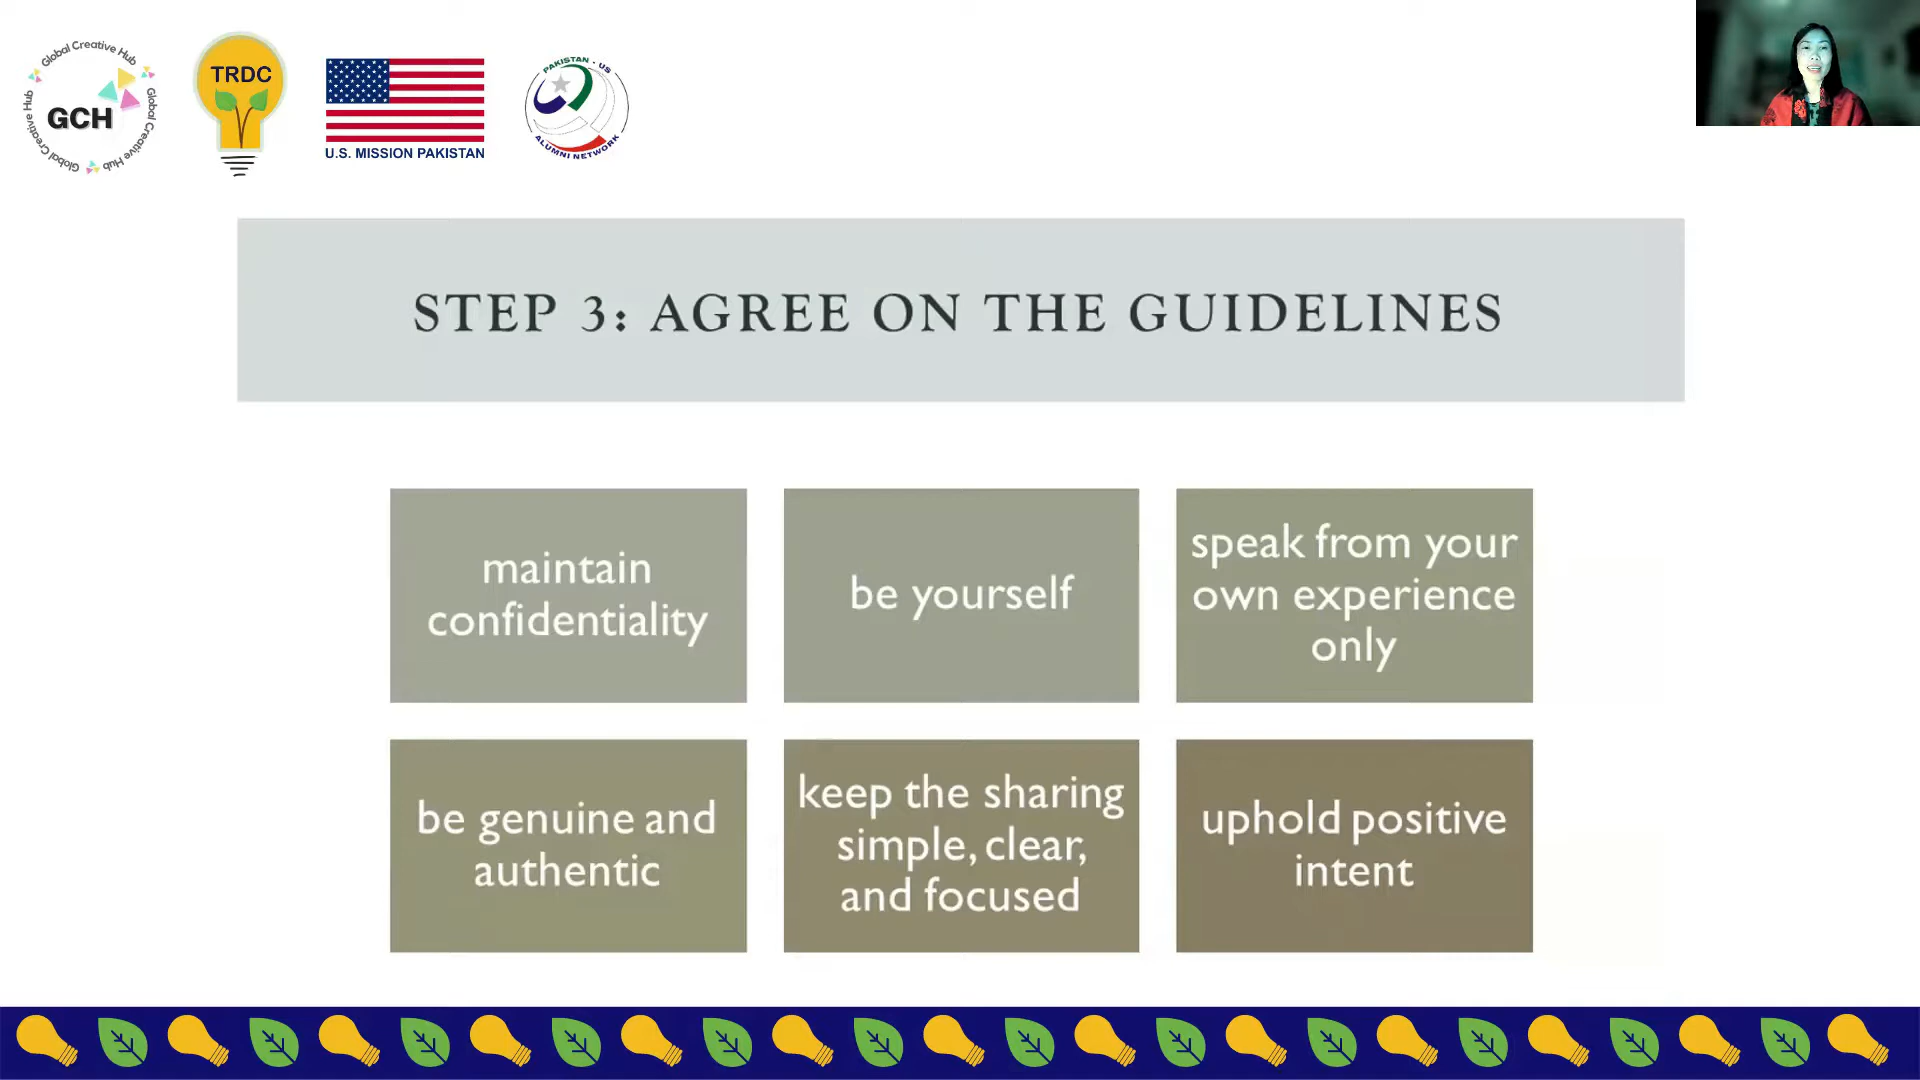 Global Creative Hub
Global Creative Hub
Global Creative Hub
GCH
TRDC
U.S. MISSION PAKISTAN
PAKISTAN - US
ALUMNI NETWORK
STEP 3: AGREE ON THE GUIDELINES
maintain
confidentiality
be yourself
speak from your
own experience
only
be genuine and
authentic
keep the sharing
simple, clear,
and focused
uphold positive
intent